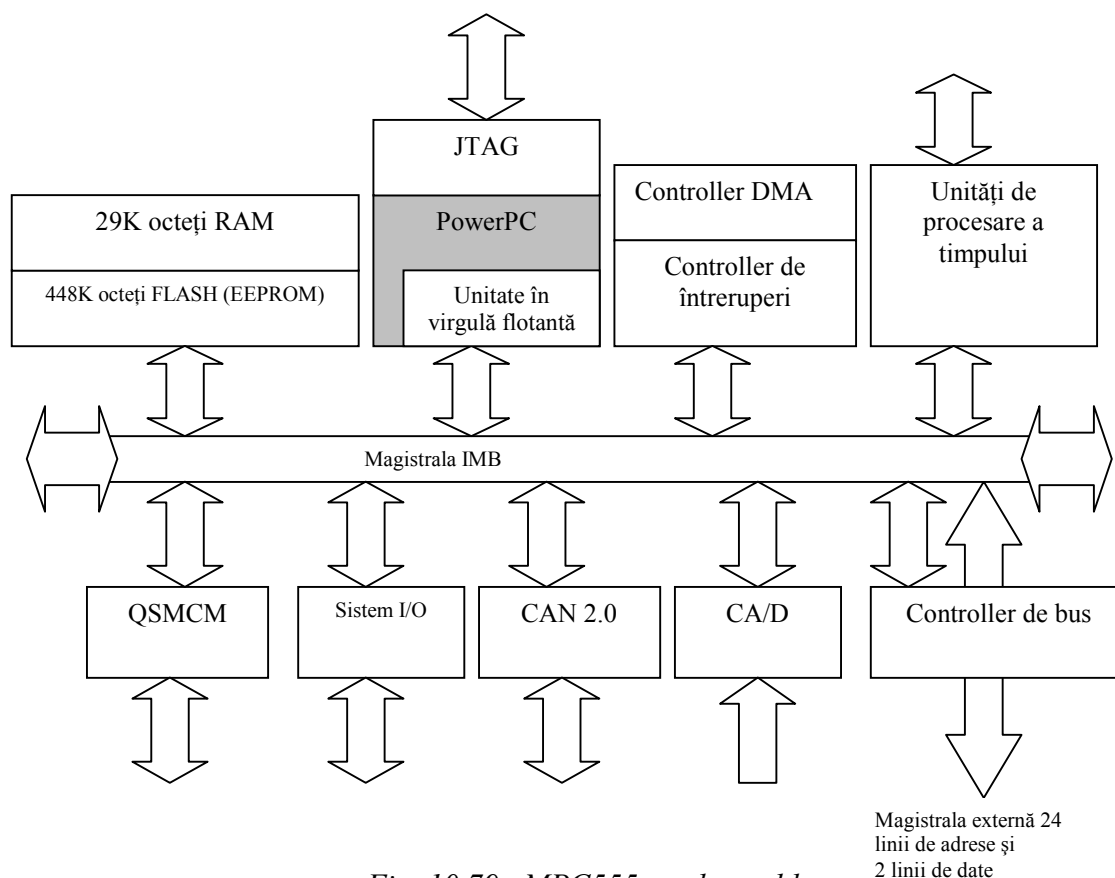 JTAG
29K octeți RAM
PowerPC
Controller DMA
Unități de
procesare a
timpului
448K octeți FLASH (EEPROM)
Unitate în
virgulă flotantă
Controller de
întreruperi
Magistrala IMB
QSMCM
Sistem I/O
CAN 2.0
CA/D
Controller de bus
Magistrala externă 24
linii de adrese şi
2 linii de date